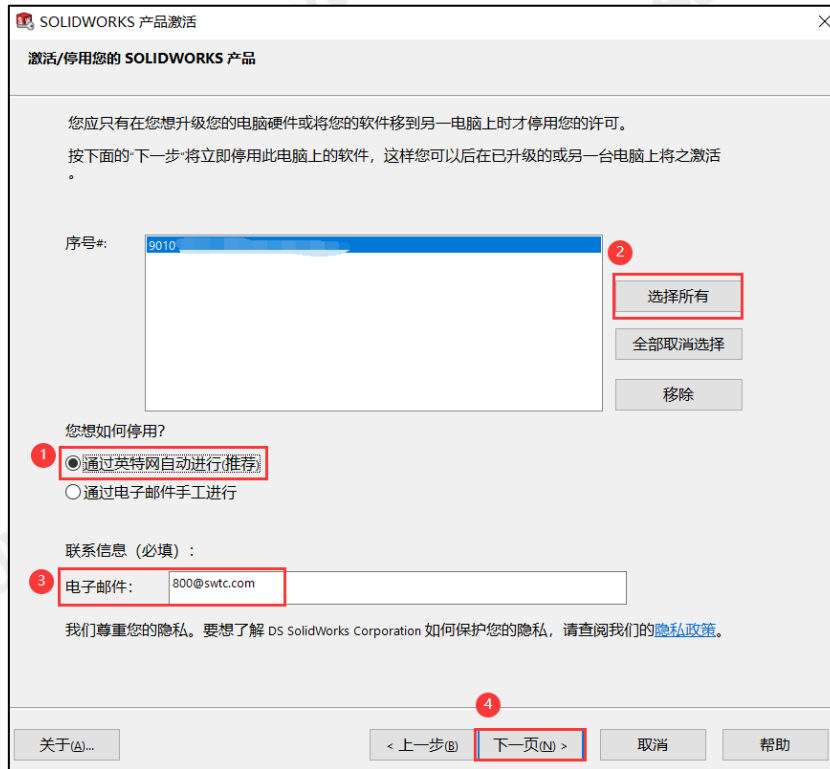 SOLIDWORKS 产品激活
激活/停用您的 SOLIDWORKS 产品
您应只有在您想升级您的电脑硬件或将您的软件移到另一电脑上时才停用您的许可。
按下面的“下一步”将立即停用此电脑上的软件，这样您可以后在已升级的或另一台电脑上将之激活
。
序号#:
9010
2
选择所有
全部取消选择
移除
您想如何停用?
1
通过英特网自动进行(推荐)
通过电子邮件手工进行
联系信息（必填）:
3
电子邮件:
800@swtc.com
我们尊重您的隐私。要想了解 DS SolidWorks Corporation 如何保护您的隐私，请查阅我们的隐私政策。
4
关于(A)...
< 上一步(B)
下一页(N) >
取消
帮助